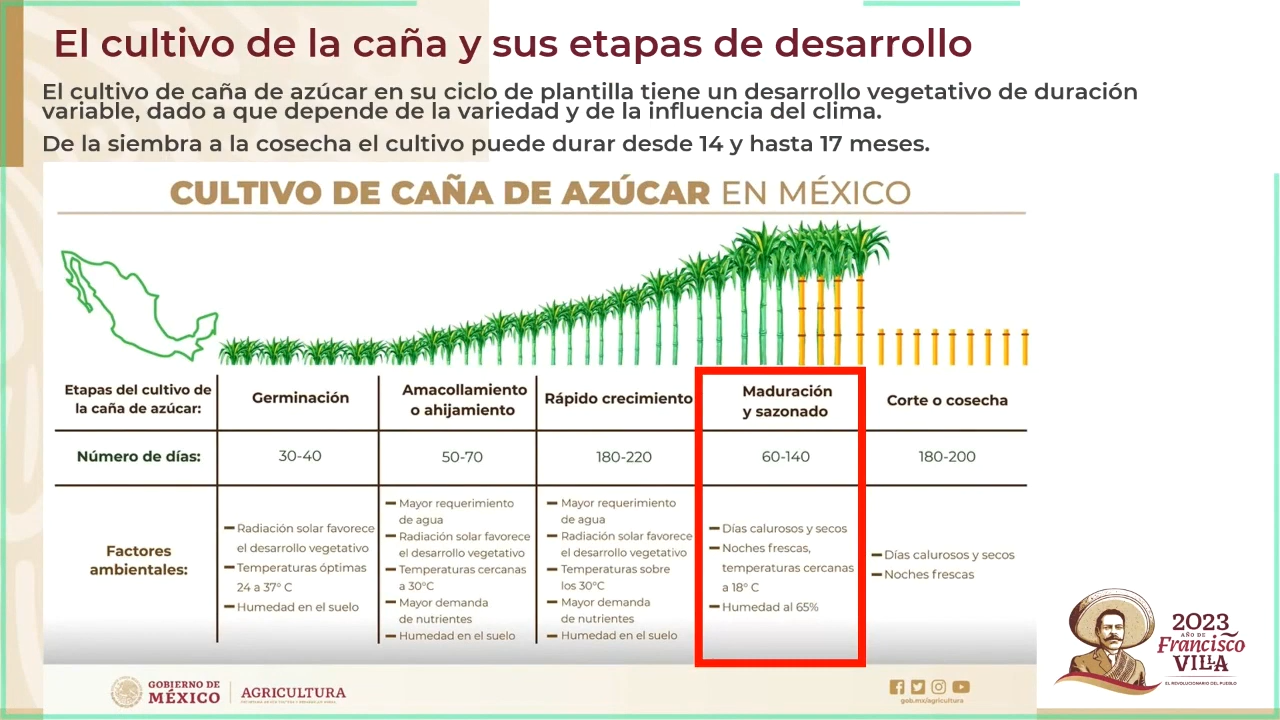 El cultivo de la caña y sus etapas de desarrollo
El cultivo de caña de azúcar en su ciclo de plantilla tiene un desarrollo vegetativo de duración
variable, dado a que depende de la variedad y de la influencia del clima.
De la siembra a la cosecha el cultivo puede durar desde 14 y hasta 17 meses.
CULTIVO DE CAÑA DE AZÚCAR EN MÉXICO
Etapas del cultivo de
la caña de azúcar:
Germinación
Amacollamiento
o ahijamiento
Rápido crecimiento
Maduración
y sazonado
Corte o cosecha
Número de días:
30-40
50-70
180-220
60-140
180-200
Factores
ambientales:
Radiación solar favorece
el desarrollo vegetativo
Temperaturas óptimas
24 a 37° C
Humedad en el suelo
Mayor requerimiento
de agua
Radiación solar favorece
el desarrollo vegetativo
Temperaturas cercanas
a 30°C
Mayor demanda
de nutrientes
Humedad en el suelo
Mayor requerimiento
de agua
Radiación solar favorece
el desarrollo vegetativo
Temperaturas sobre
los 30°C
Mayor demanda
de nutrientes
Humedad en el suelo
Días calurosos y secos
Noches frescas,
temperaturas cercanas
a 18° C
Humedad al 65%
Días calurosos y secos
Noches frescas
GOBIERNO DE
MÉXICO
AGRICULTURA
gob.mx/agricultura
2023
AÑO DE
Francisco
VILLA
EL REVOLUCIONARIO DEL PUEBLO